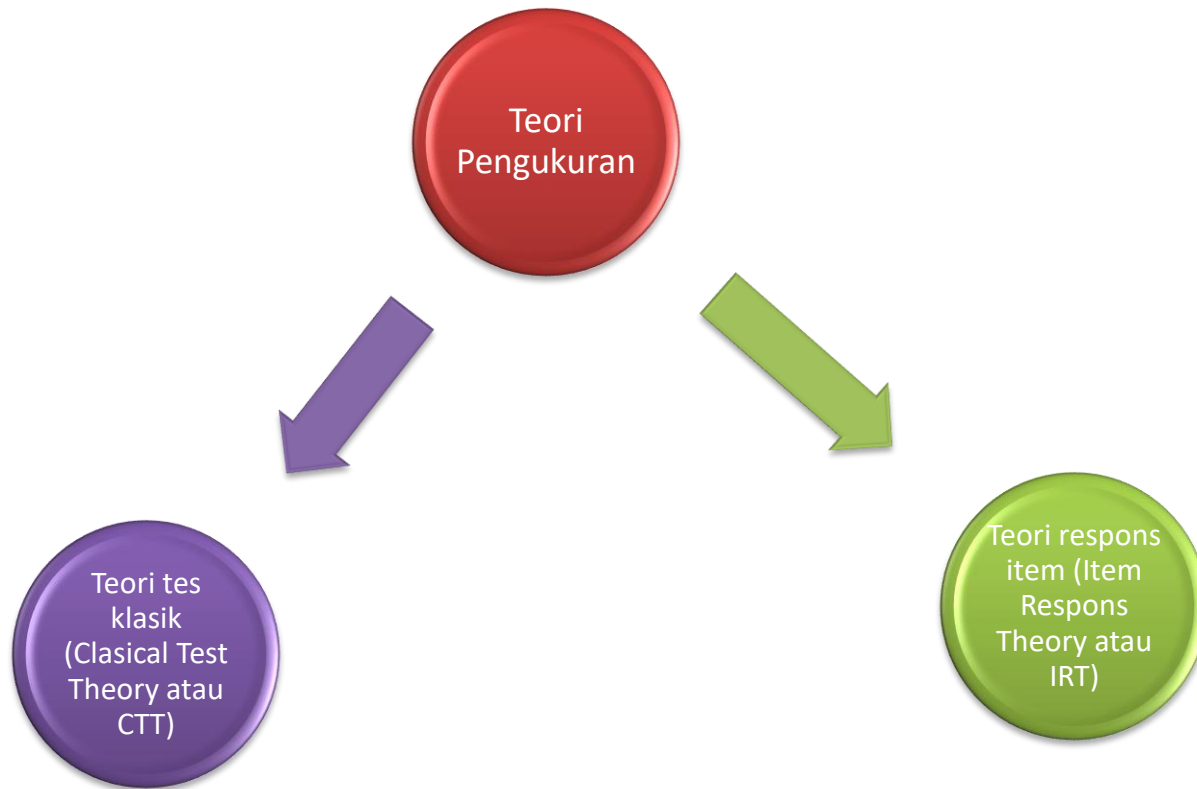 Teori
Pengukuran
Teori tes
klasik
(Clasical Test
Theory atau
CTT)
Teori respons
item (Item
Respons
Theory atau
IRT)